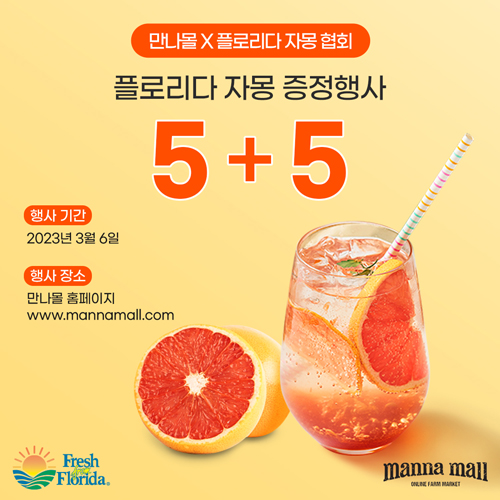 만나몰 X 플로리다 자몽 협회
플로리다 자몽 증정행사
5+5
행사 기간
2023년 3월 6일
행사 장소
만나몰 홈페이지
www.mannamall.com
Fresh
from
Florida®
manna mall
ONLINE FARM MARKET